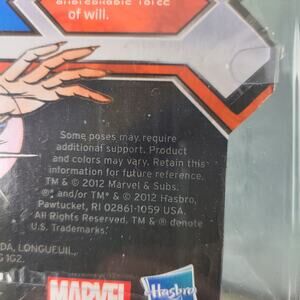 unbreakable force
of will.
Some poses may require
additional support. Product
and colors may vary. Retain this
information for future reference.
TM & © 2012 Marvel & Subs.
®* and/or TM* & © 2012 Hasbro,
Pawtucket, RI 02861-1059 USA.
All Rights Reserved. TM & ® denote
U.S. Trademarks.
DA, LONGUEUIL,
G 1G2.
MARVEL
Hasbro